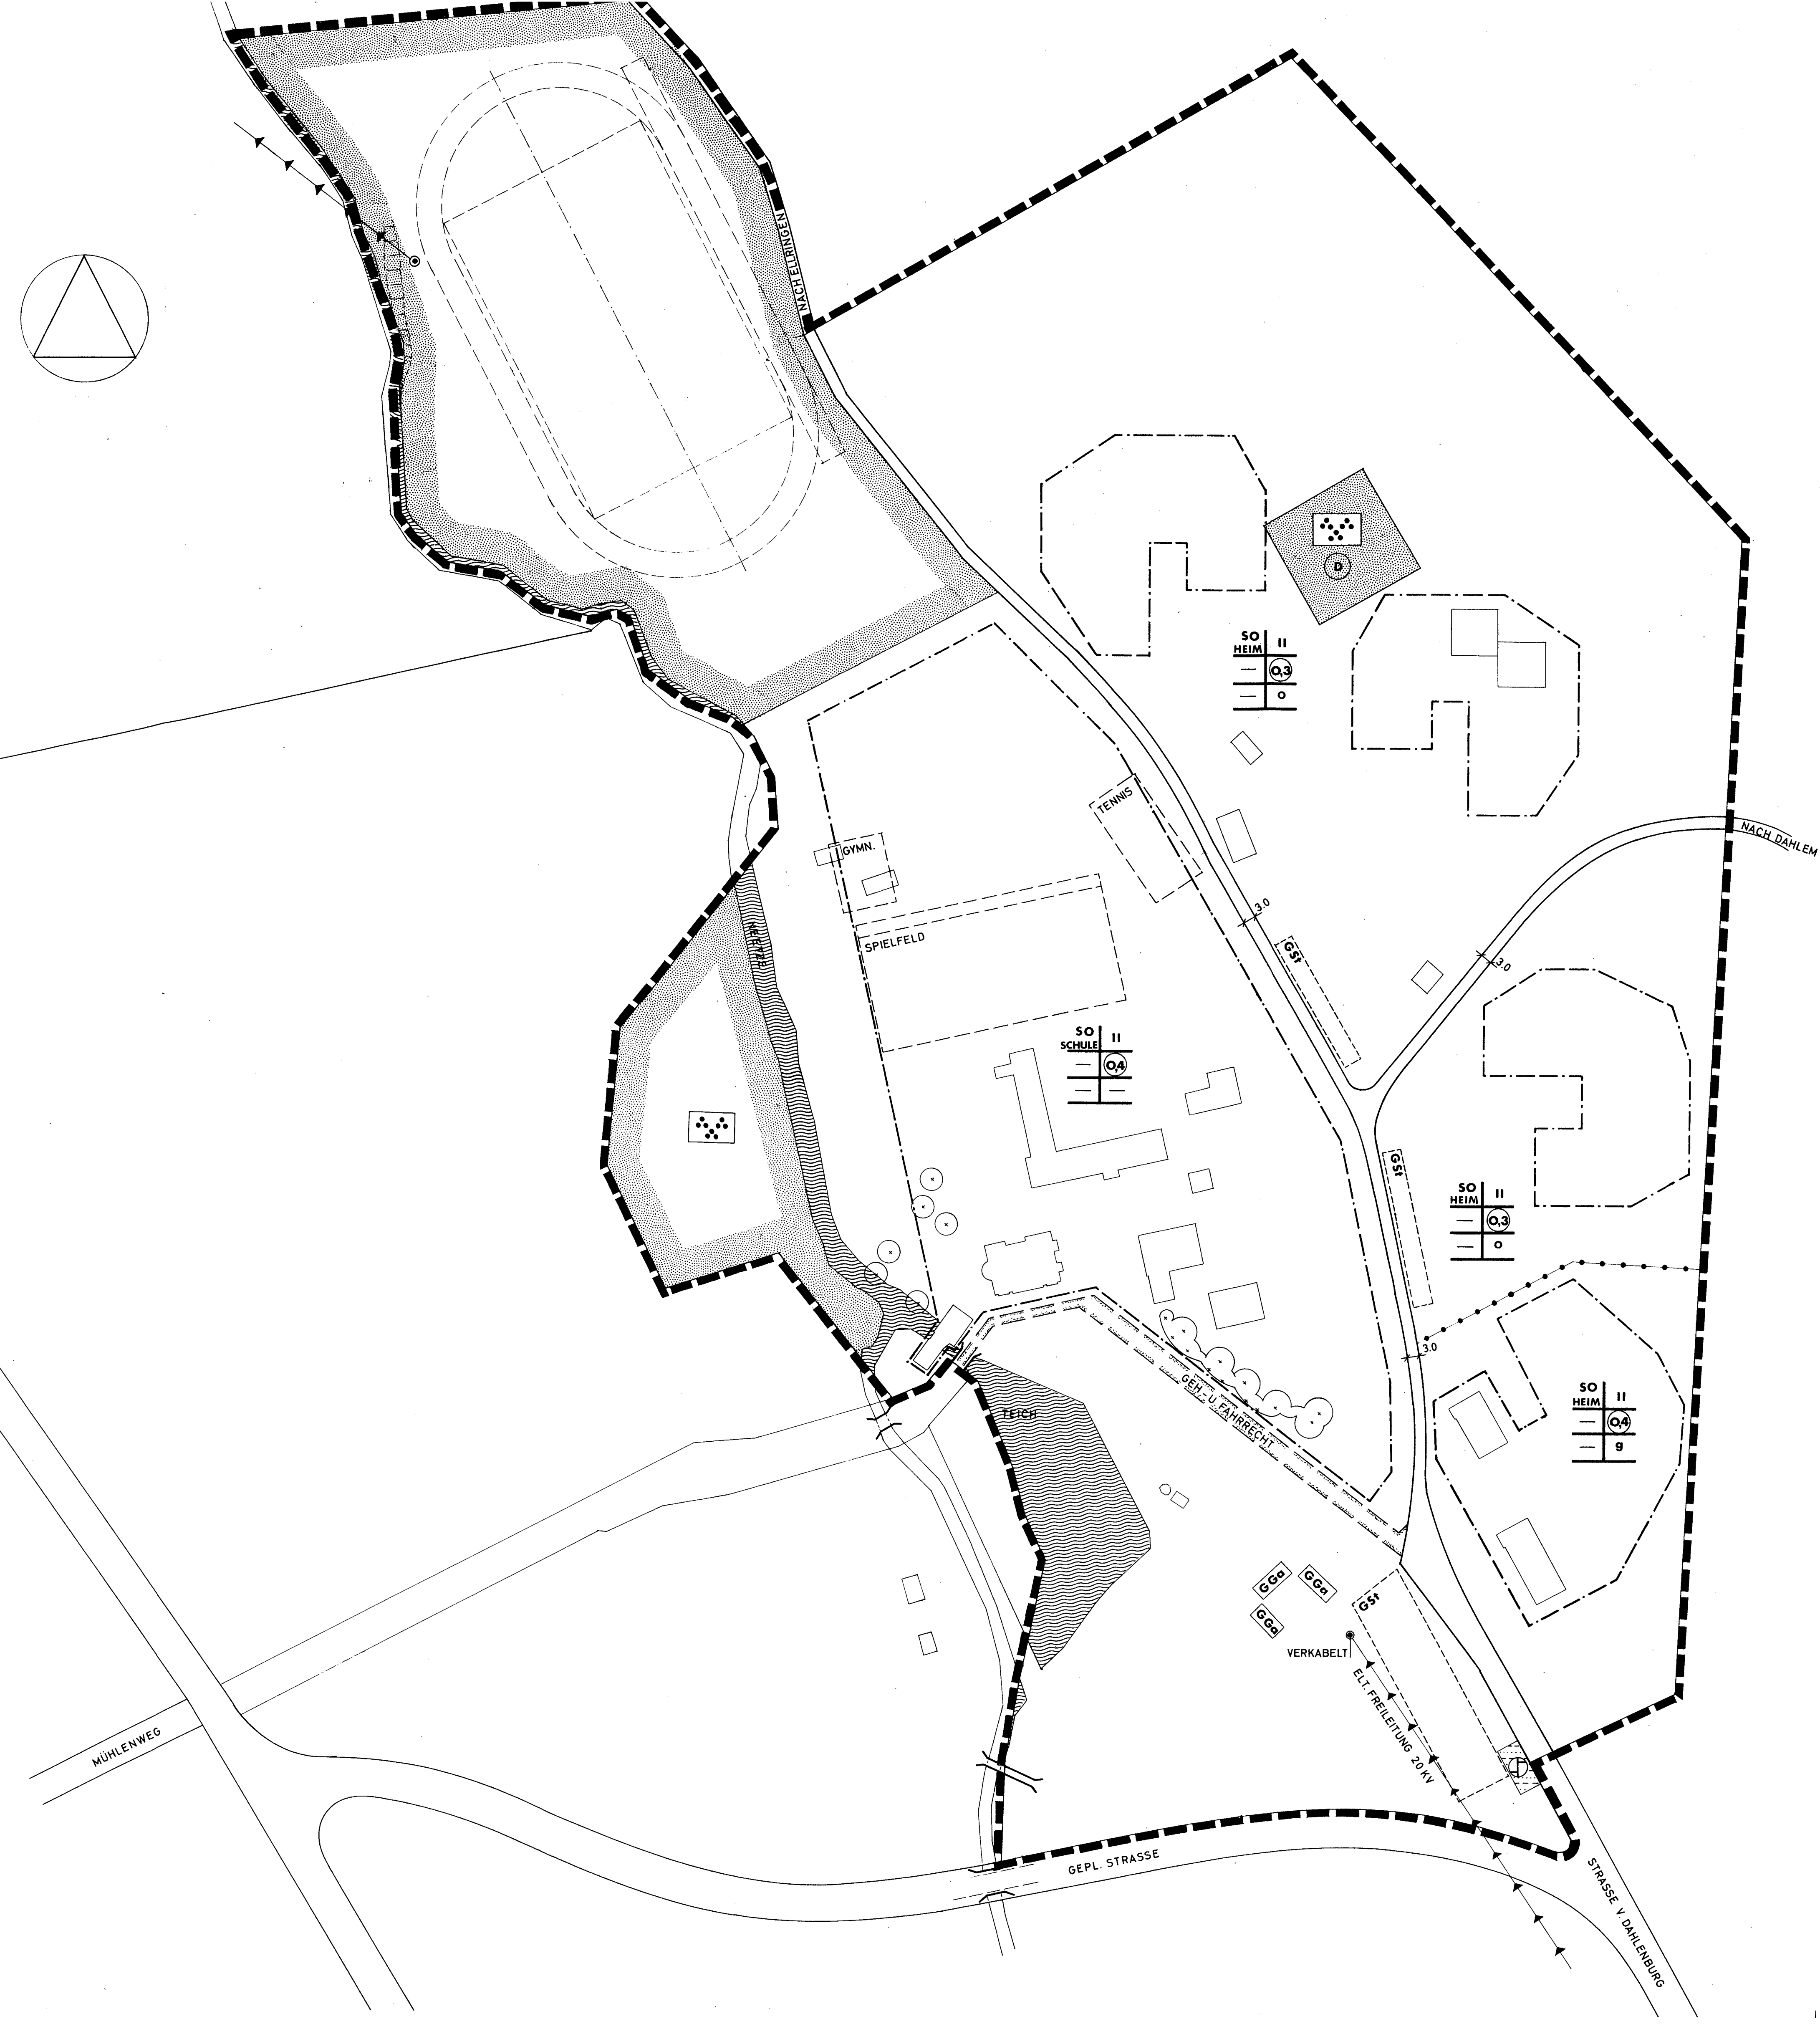 NACH ELLRINGEN
D
SO II
HEIM
— 0,3
— o
TENNIS
GYMN.
NACH DAHLEM
SPIELFELD
NEETZE
3.0
GSt
3.0
SO II
SCHULE
— 0,4
— —
GSt
SO II
HEIM
— 0,3
— o
3.0
GEH- U. FAHRRECHT
TEICH
SO II
HEIM
— 0,4
— g
GGa
GGa
GGa
GSt
VERKABELT
ELT. FREILEITUNG 20 KV
MÜHLENWEG
GEPL. STRASSE
STRASSE V. DAHLENBURG